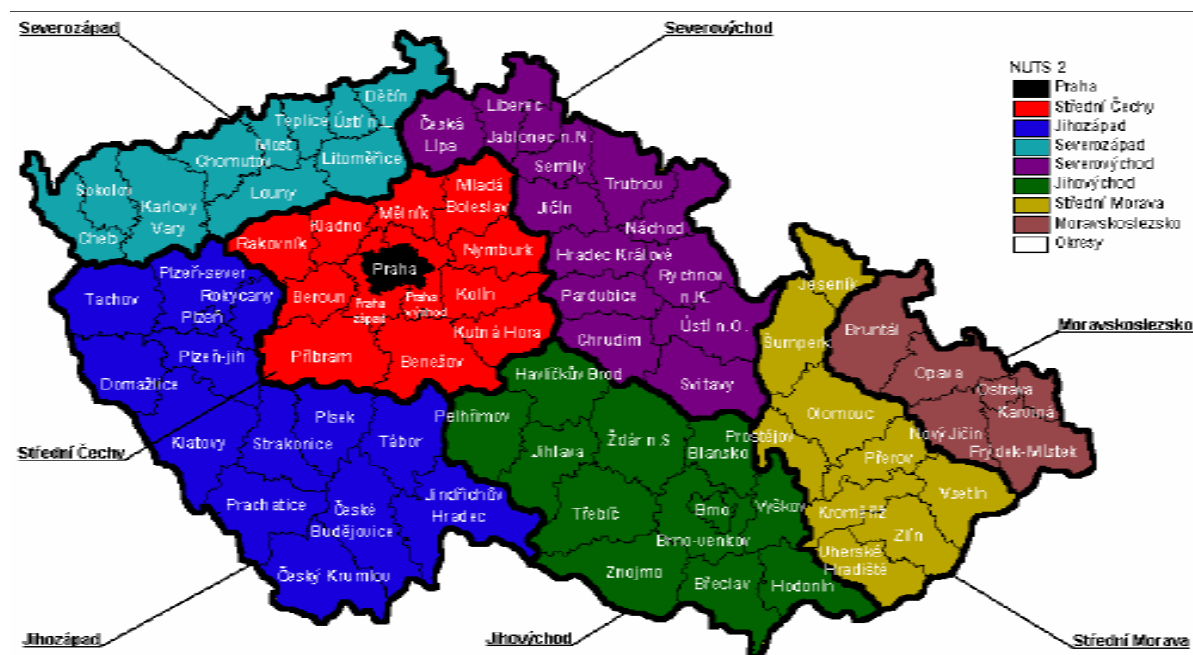 Severozápad
Severovýchod
NUTS 2
Praha
Střední Čechy
Jihozápad
Severozápad
Severovýchod
Jihovýchod
Střední Morava
Moravskoslezsko
Okresy
Děčín
Teplice
Ústí n.L.
Most
Chomutov
Litoměřice
Sokolov
Karlovy
Vary
Louny
Cheb
Česká
Lípa
Liberec
Jablonec n.N.
Semily
Trutnov
Jičín
Náchod
Hradec Králové
Rychnov
n.K.
Pardubice
Ústí n.O.
Chrudim
Svitavy
Mladá
Boleslav
Mělník
Kladno
Rakovník
Nymburk
Praha
Beroun
Praha
západ
Praha
východ
Kolín
Kutná Hora
Příbram
Benešov
Plzeň-sever
Tachov
Rokycany
Plzeň
Plzeň-jih
Domažlice
Klatovy
Písek
Strakonice
Tábor
Prachatice
České
Budějovice
Jindřichův
Hradec
Český Krumlov
Havlíčkův Brod
Pelhřimov
Jihlava
Žďár n.S
Blansko
Třebíč
Brno
Vyškov
Brno-venkov
Znojmo
Břeclav
Hodonín
Jeseník
Šumperk
Olomouc
Prostějov
Přerov
Kroměříž
Vsetín
Zlín
Uherské
Hradiště
Bruntál
Opava
Ostrava
Karviná
Nový Jičín
Frýdek-Místek
Moravskoslezsko
Střední Čechy
Jihozápad
Jihovýchod
Střední Morava